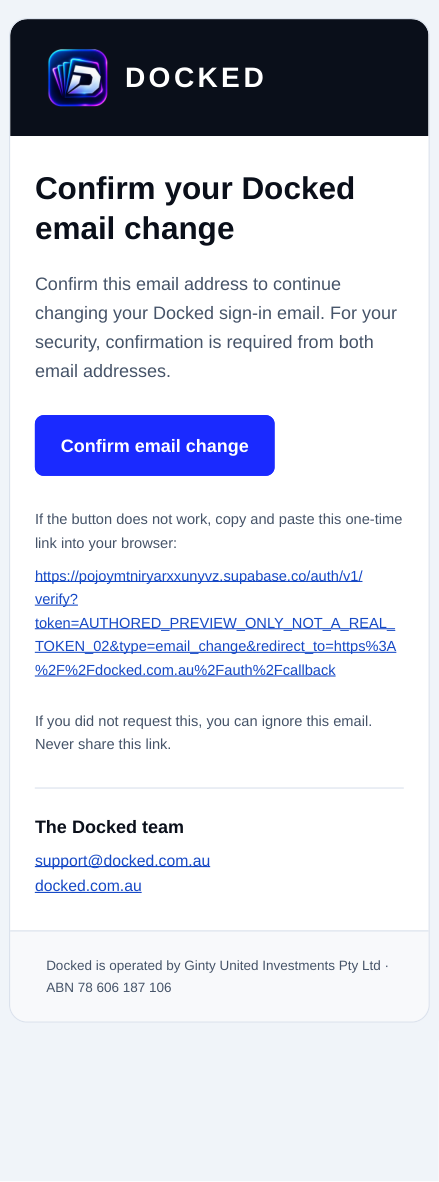 DOCKED
Confirm your Docked
email change
Confirm this email address to continue
changing your Docked sign-in email. For your
security, confirmation is required from both
email addresses.
Confirm email change
If the button does not work, copy and paste this one-time
link into your browser:
https://pojoymtniryarxxunyvz.supabase.co/auth/v1/
verify?
token=AUTHORED_PREVIEW_ONLY_NOT_A_REAL_
TOKEN_02&type=email_change&redirect_to=https%3A
%2F%2Fdocked.com.au%2Fauth%2Fcallback
If you did not request this, you can ignore this email.
Never share this link.
The Docked team
support@docked.com.au
docked.com.au
Docked is operated by Ginty United Investments Pty Ltd ·
ABN 78 606 187 106